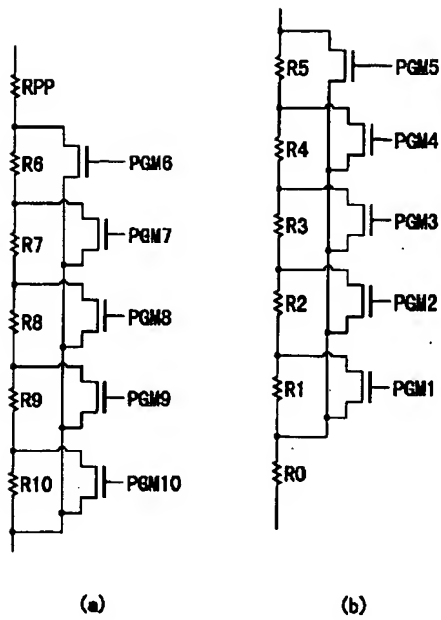 RPP
R6
PGM6
R7
PGM7
R8
PGM8
R9
PGM9
R10
PGM10
(a)
R5
PGM5
R4
PGM4
R3
PGM3
R2
PGM2
R1
PGM1
R0
(b)